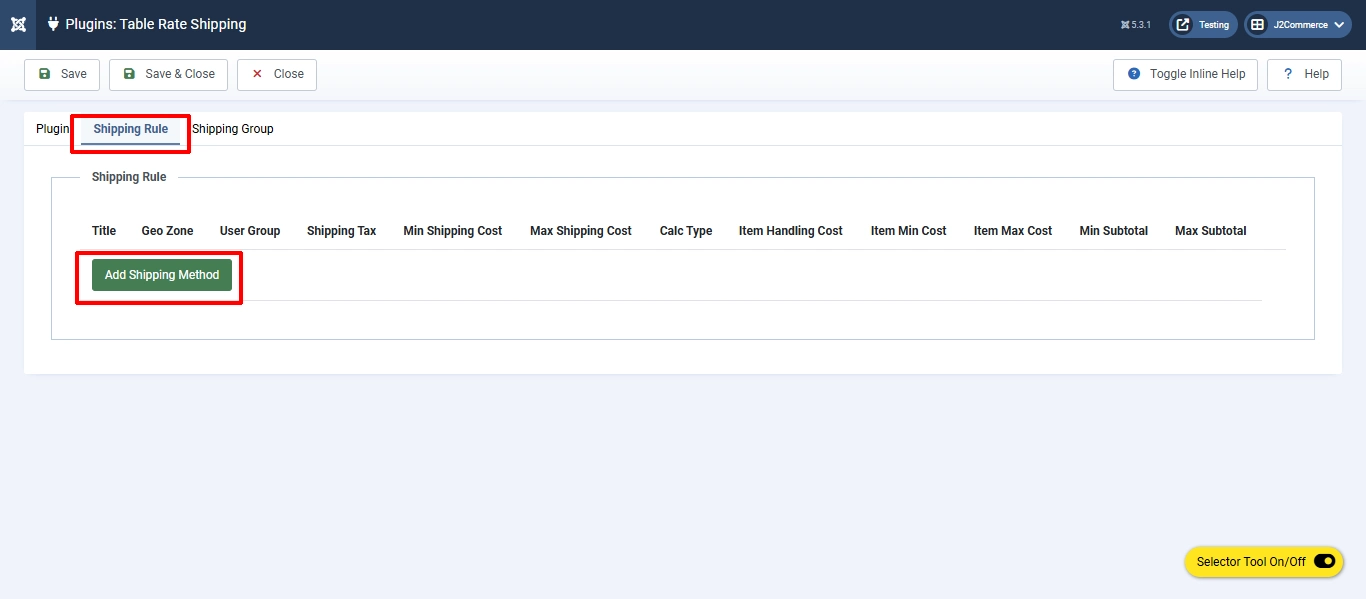 Plugins: Table Rate Shipping
5.3.1
Testing
J2Commerce
Save
Save & Close
Close
Toggle Inline Help
? Help
Plugin
Shipping Rule
Shipping Group
Shipping Rule
Title Geo Zone User Group Shipping Tax Min Shipping Cost Max Shipping Cost Calc Type Item Handling Cost Item Min Cost Item Max Cost Min Subtotal Max Subtotal
Add Shipping Method
Selector Tool On/Off